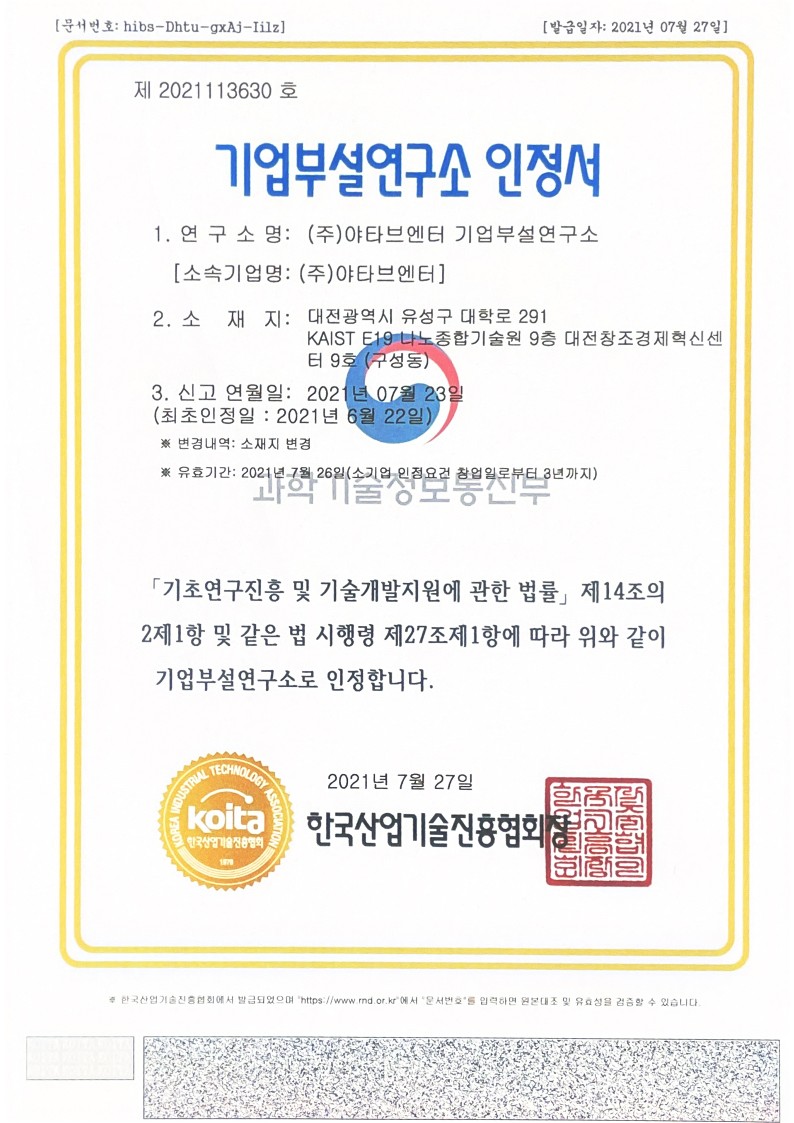 [문서번호: hibs-Dhtu-gxAj-Iilz]
[발급일자: 2021년 07월 27일]
제 2021113630 호
기업부설연구소 인정서
1. 연 구 소 명: (주)야타브엔터 기업부설연구소
[소속기업명: (주)야타브엔터]
2. 소 재 지: 대전광역시 유성구 대학로 291
KAIST E19 나노종합기술원 9층 대전창조경제혁신센
터 9호 (구성동)
3. 신고 연월일: 2021년 07월 23일
(최초인정일 : 2021년 6월 22일)
※ 변경내역: 소재지 변경
※ 유효기간: 2021년 7월 26일(소기업 인정요건 창업일로부터 3년까지)
과학기술정보통신부
「기초연구진흥 및 기술개발지원에 관한 법률」 제14조의
2제1항 및 같은 법 시행령 제27조제1항에 따라 위와 같이
기업부설연구소로 인정합니다.
2021년 7월 27일
한국산업기술진흥협회장
KOREA INDUSTRIAL TECHNOLOGY ASSOCIATION
koita
한국산업기술진흥협회
1979
※ 한국산업기술진흥협회에서 발급되었으며 "https://www.rnd.or.kr"에서 "문서번호"를 입력하면 원본대조 및 유효성을 검증할 수 있습니다.